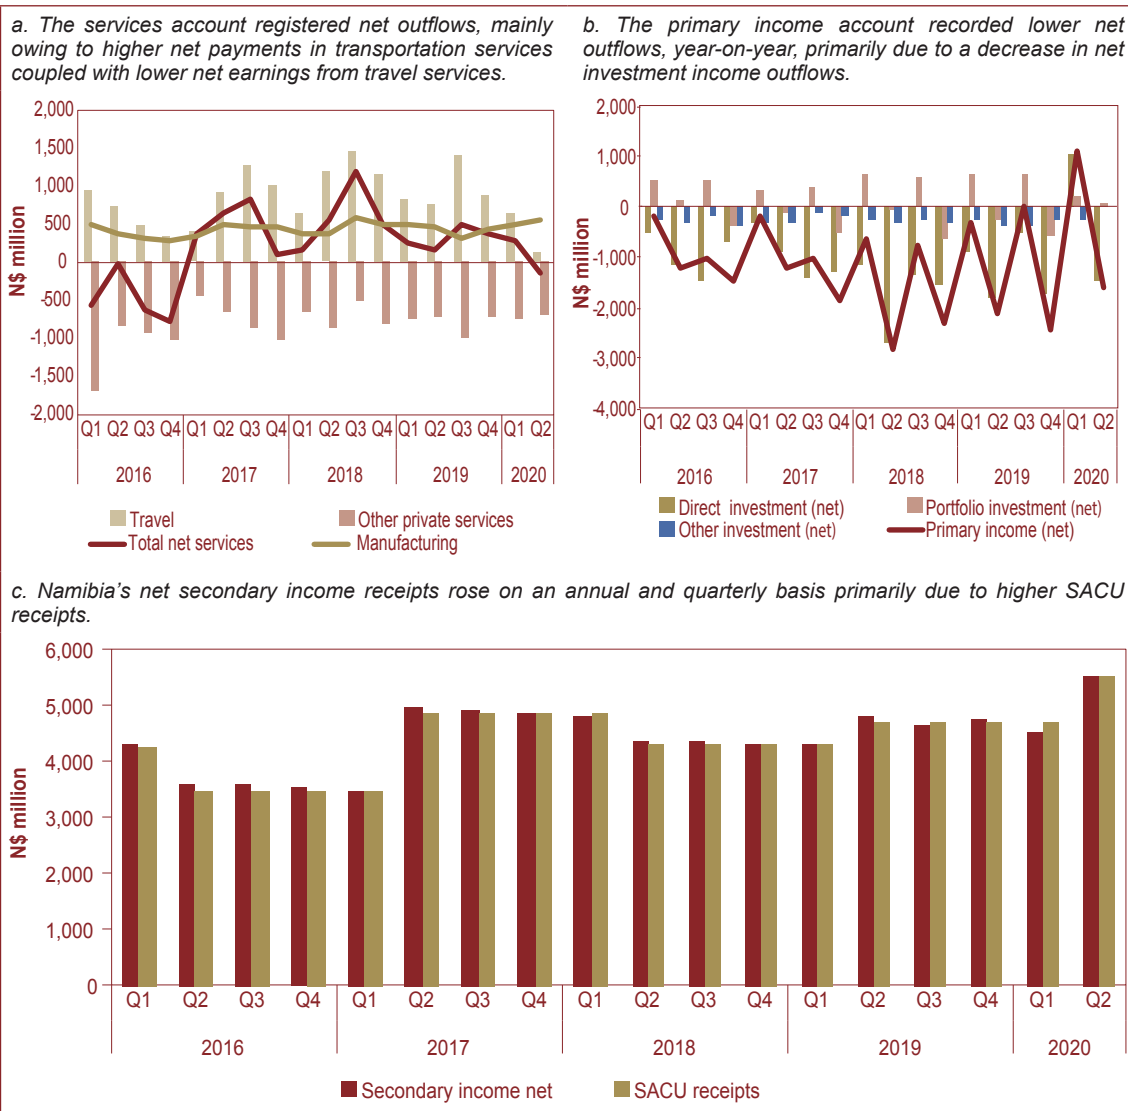 a. The services account registered net outflows, mainly
owing to higher net payments in transportation services
coupled with lower net earnings from travel services.
2,000
1,500
1,000
500
0
-500
-1,000
-1,500
-2,000
N$ million
Q1 Q2 Q3 Q4 Q1 Q2 Q3 Q4 Q1 Q2 Q3 Q4 Q1 Q2 Q3 Q4 Q1 Q2
2016 2017 2018 2019 2020
Travel Other private services
Total net services Manufacturing
b. The primary income account recorded lower net
outflows, year-on-year, primarily due to a decrease in net
investment income outflows.
2,000
1,000
0
-1,000
-2,000
-3,000
-4,000
N$ million
Q1 Q2 Q3 Q4 Q1 Q2 Q3 Q4 Q1 Q2 Q3 Q4 Q1 Q2 Q3 Q4 Q1 Q2
2016 2017 2018 2019 2020
Direct investment (net) Portfolio investment (net)
Other investment (net) Primary income (net)
c. Namibia's net secondary income receipts rose on an annual and quarterly basis primarily due to higher SACU
receipts.
6,000
5,000
4,000
3,000
2,000
1,000
0
N$ million
Q1 Q2 Q3 Q4 Q1 Q2 Q3 Q4 Q1 Q2 Q3 Q4 Q1 Q2 Q3 Q4 Q1 Q2
2016 2017 2018 2019 2020
Secondary income net SACU receipts